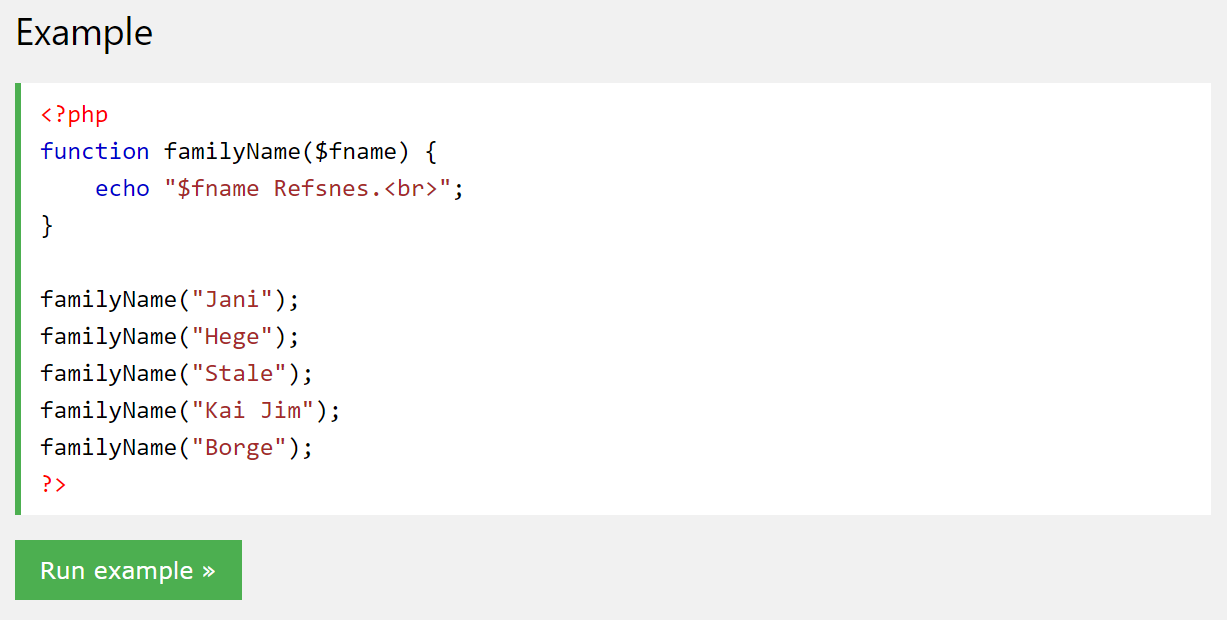 Example
<?php
function familyName($fname) {
    echo "$fname Refsnes.<br>";
}
familyName("Jani");
familyName("Hege");
familyName("Stale");
familyName("Kai Jim");
familyName("Borge");
?>
Run example »